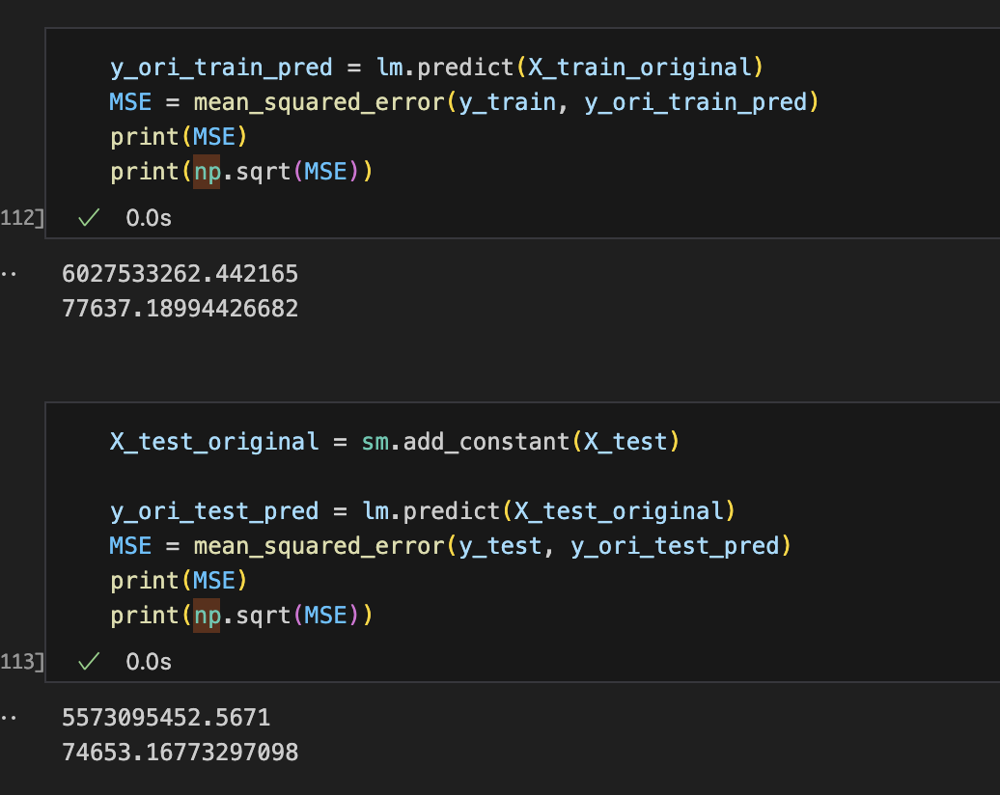 y_ori_train_pred = lm.predict(X_train_original)
MSE = mean_squared_error(y_train, y_ori_train_pred)
print(MSE)
print(np.sqrt(MSE))
112] ✓ 0.0s
·· 6027533262.442165
77637.18994426682
X_test_original = sm.add_constant(X_test)
y_ori_test_pred = lm.predict(X_test_original)
MSE = mean_squared_error(y_test, y_ori_test_pred)
print(MSE)
print(np.sqrt(MSE))
113] ✓ 0.0s
·· 5573095452.5671
74653.16773297098